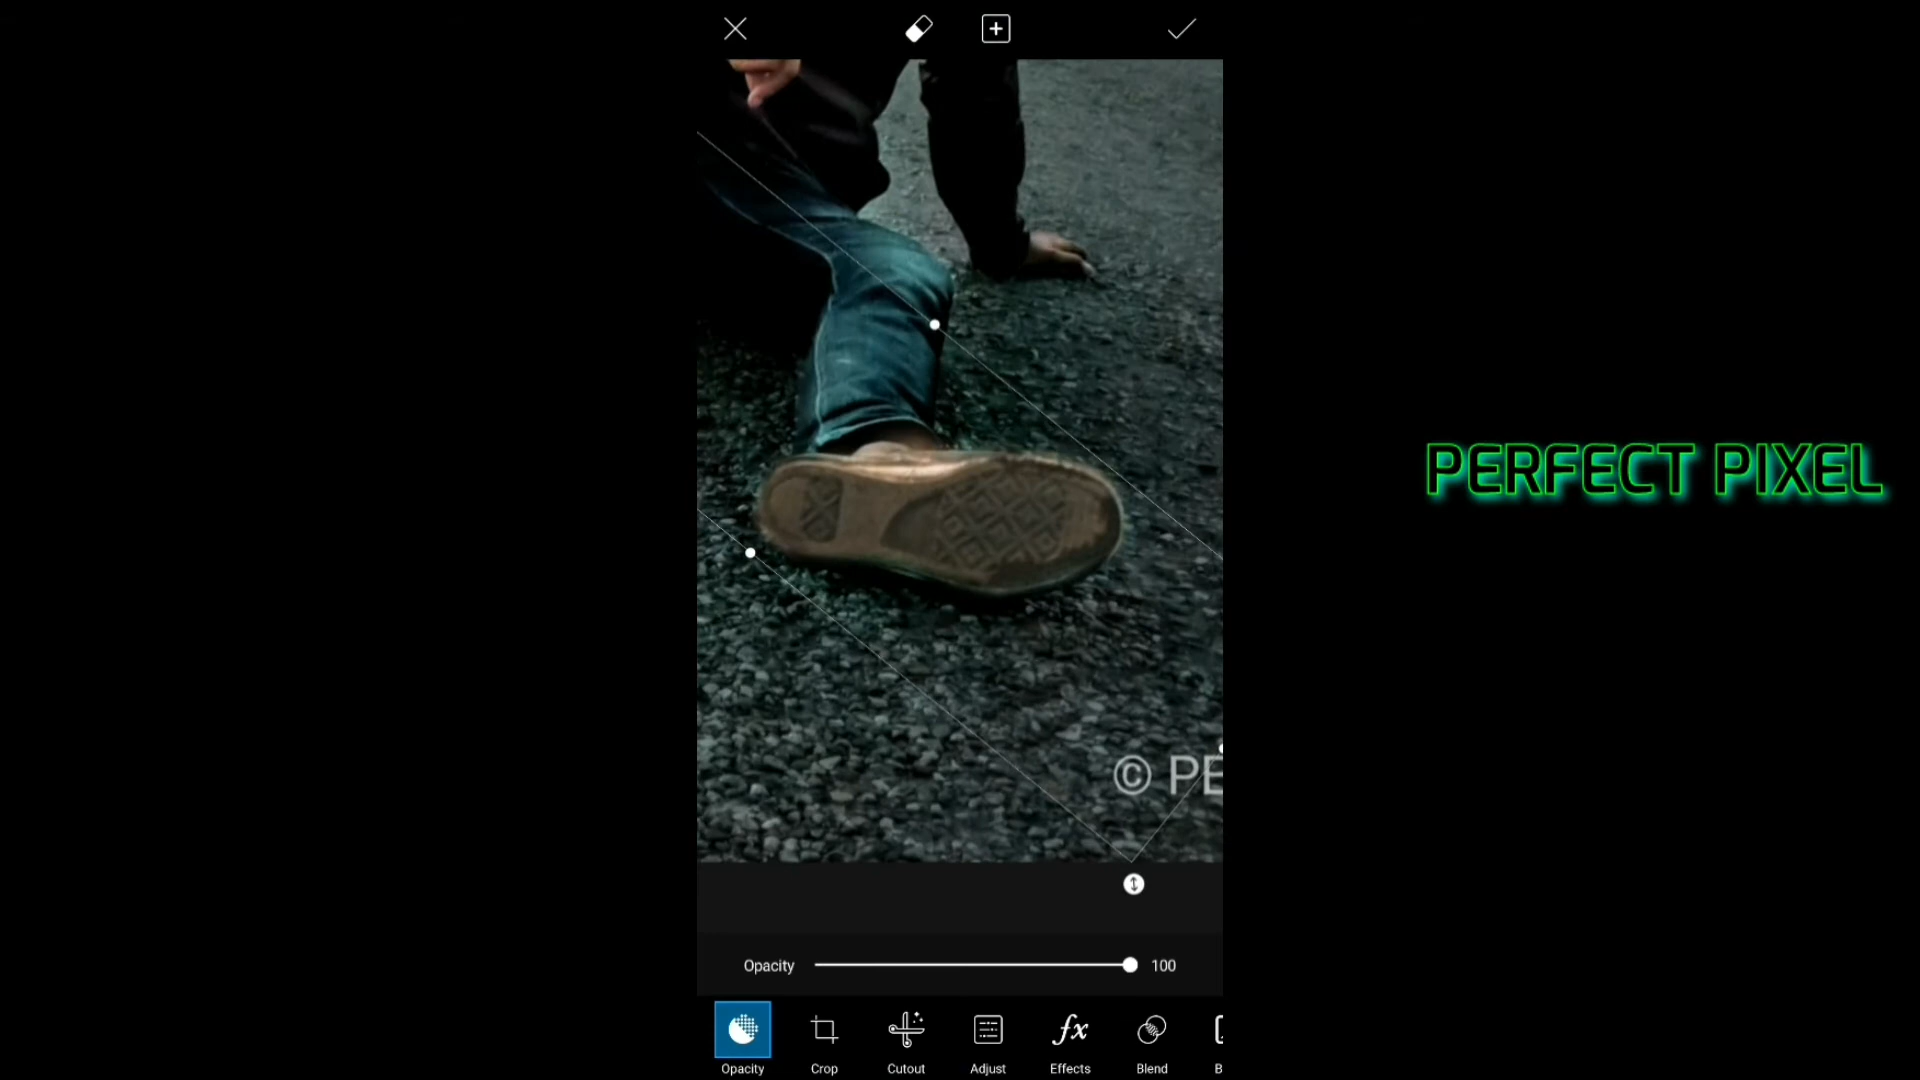 PERFECT PIXEL
© PE
Opacity 100
Opacity Crop Cutout Adjust Effects Blend B